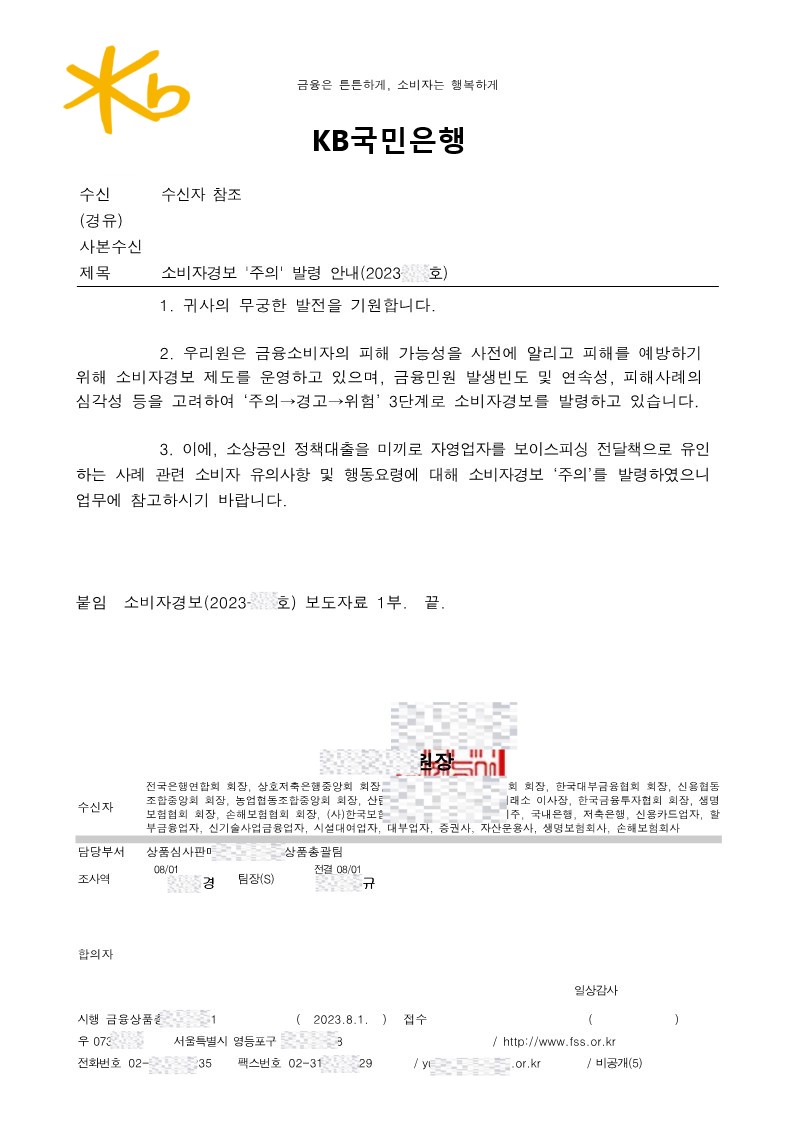 Kb
금융은 튼튼하게, 소비자는 행복하게
KB국민은행
수신 수신자 참조
(경유)
사본수신
제목 소비자경보 '주의' 발령 안내(2023 호)
1. 귀사의 무궁한 발전을 기원합니다.
2. 우리원은 금융소비자의 피해 가능성을 사전에 알리고 피해를 예방하기
위해 소비자경보 제도를 운영하고 있으며, 금융민원 발생빈도 및 연속성, 피해사례의
심각성 등을 고려하여 ‘주의→경고→위험’ 3단계로 소비자경보를 발령하고 있습니다.
3. 이에, 소상공인 정책대출을 미끼로 자영업자를 보이스피싱 전달책으로 유인
하는 사례 관련 소비자 유의사항 및 행동요령에 대해 소비자경보 ‘주의’를 발령하였으니
업무에 참고하시기 바랍니다.
붙임 소비자경보(2023- 호) 보도자료 1부. 끝.
원장
전국은행연합회 회장, 상호저축은행중앙회 회장, 회 회장, 한국대부금융협회 회장, 신용협동
수신자 조합중앙회 회장, 농업협동조합중앙회 회장, 이사장, 한국금융투자협회 회장, 생명
보험협회 회장, 손해보험협회 회장, (사)한국보험 국내은행, 저축은행, 신용카드업자, 할
부금융업자, 신기술사업금융업자, 시설대여업자, 대부업자, 증권사, 자산운용사, 생명보험회사, 손해보험회사
담당부서 상품심사판매 상품총괄팀
08/01 전결 08/01
조사역 경 팀장(S) 규
합의자
일상감사
시행 금융상품총 1 ( 2023.8.1. ) 접수 ( )
우 073 서울특별시 영등포구 8 / http://www.fss.or.kr
전화번호 02- 35 팩스번호 02-31 29 / yu .or.kr / 비공개(5)